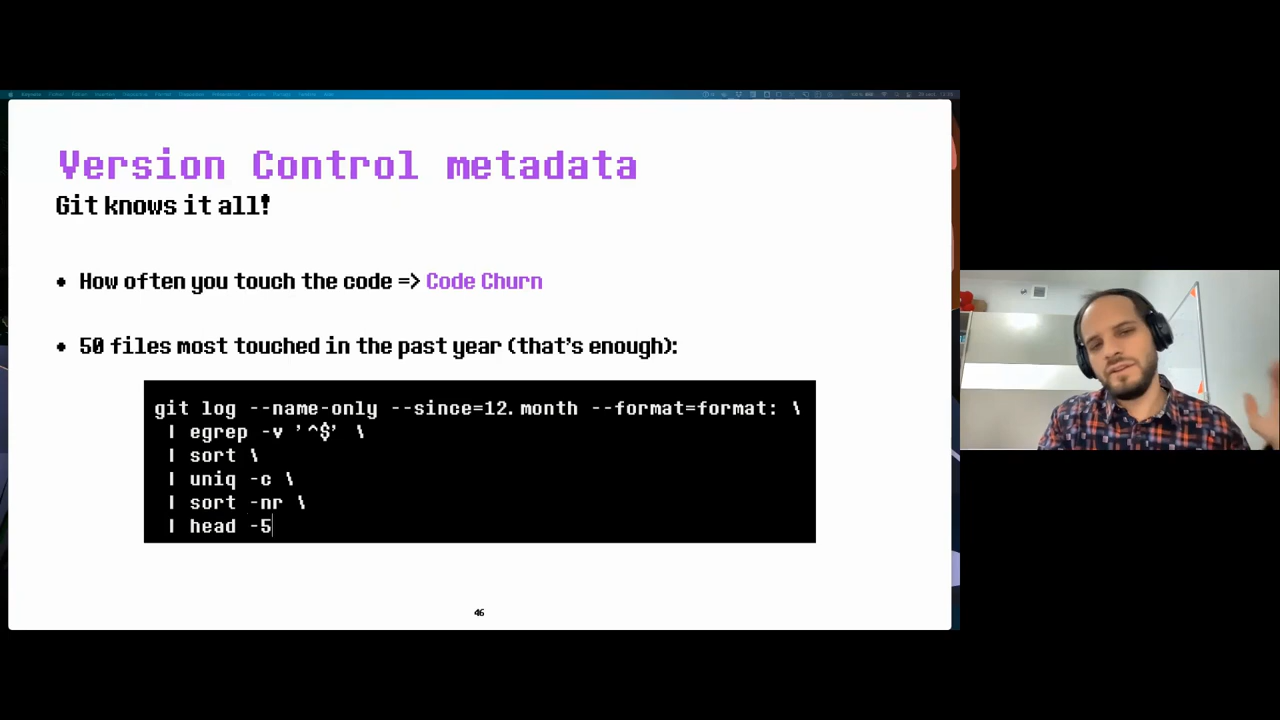 Version Control metadata
Git knows it all!
• How often you touch the code => Code Churn
• 50 files most touched in the past year (that's enough):
git log --name-only --since=12.month --format=format: \
| egrep -v '^$' \
| sort \
| uniq -c \
| sort -nr \
| head -5
46